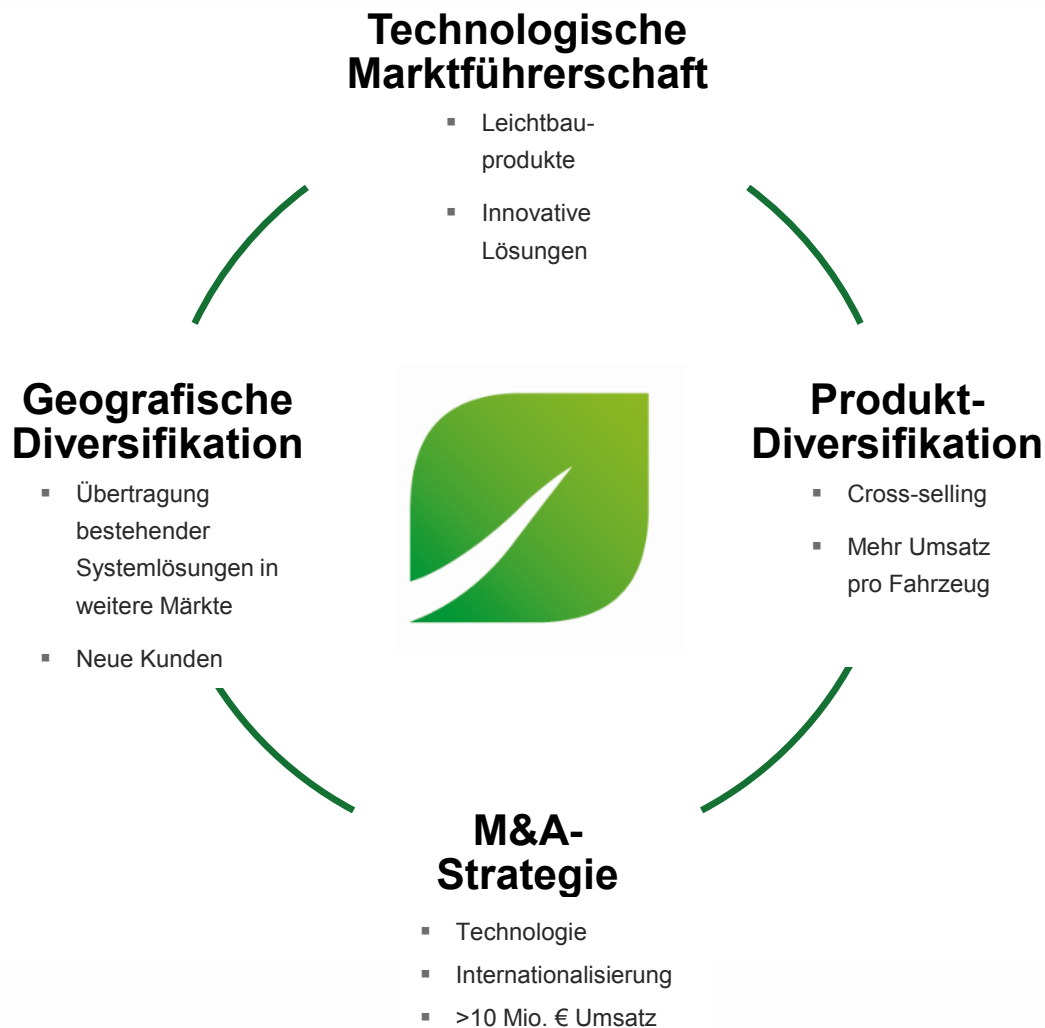 Technologische
Marktführerschaft
▪ Leichtbau-
produkte
▪ Innovative
Lösungen
Geografische
Diversifikation
▪ Übertragung
bestehender
Systemlösungen in
weitere Märkte
▪ Neue Kunden
Produkt-
Diversifikation
▪ Cross-selling
▪ Mehr Umsatz
pro Fahrzeug
M&A-
Strategie
▪ Technologie
▪ Internationalisierung
▪ >10 Mio. € Umsatz